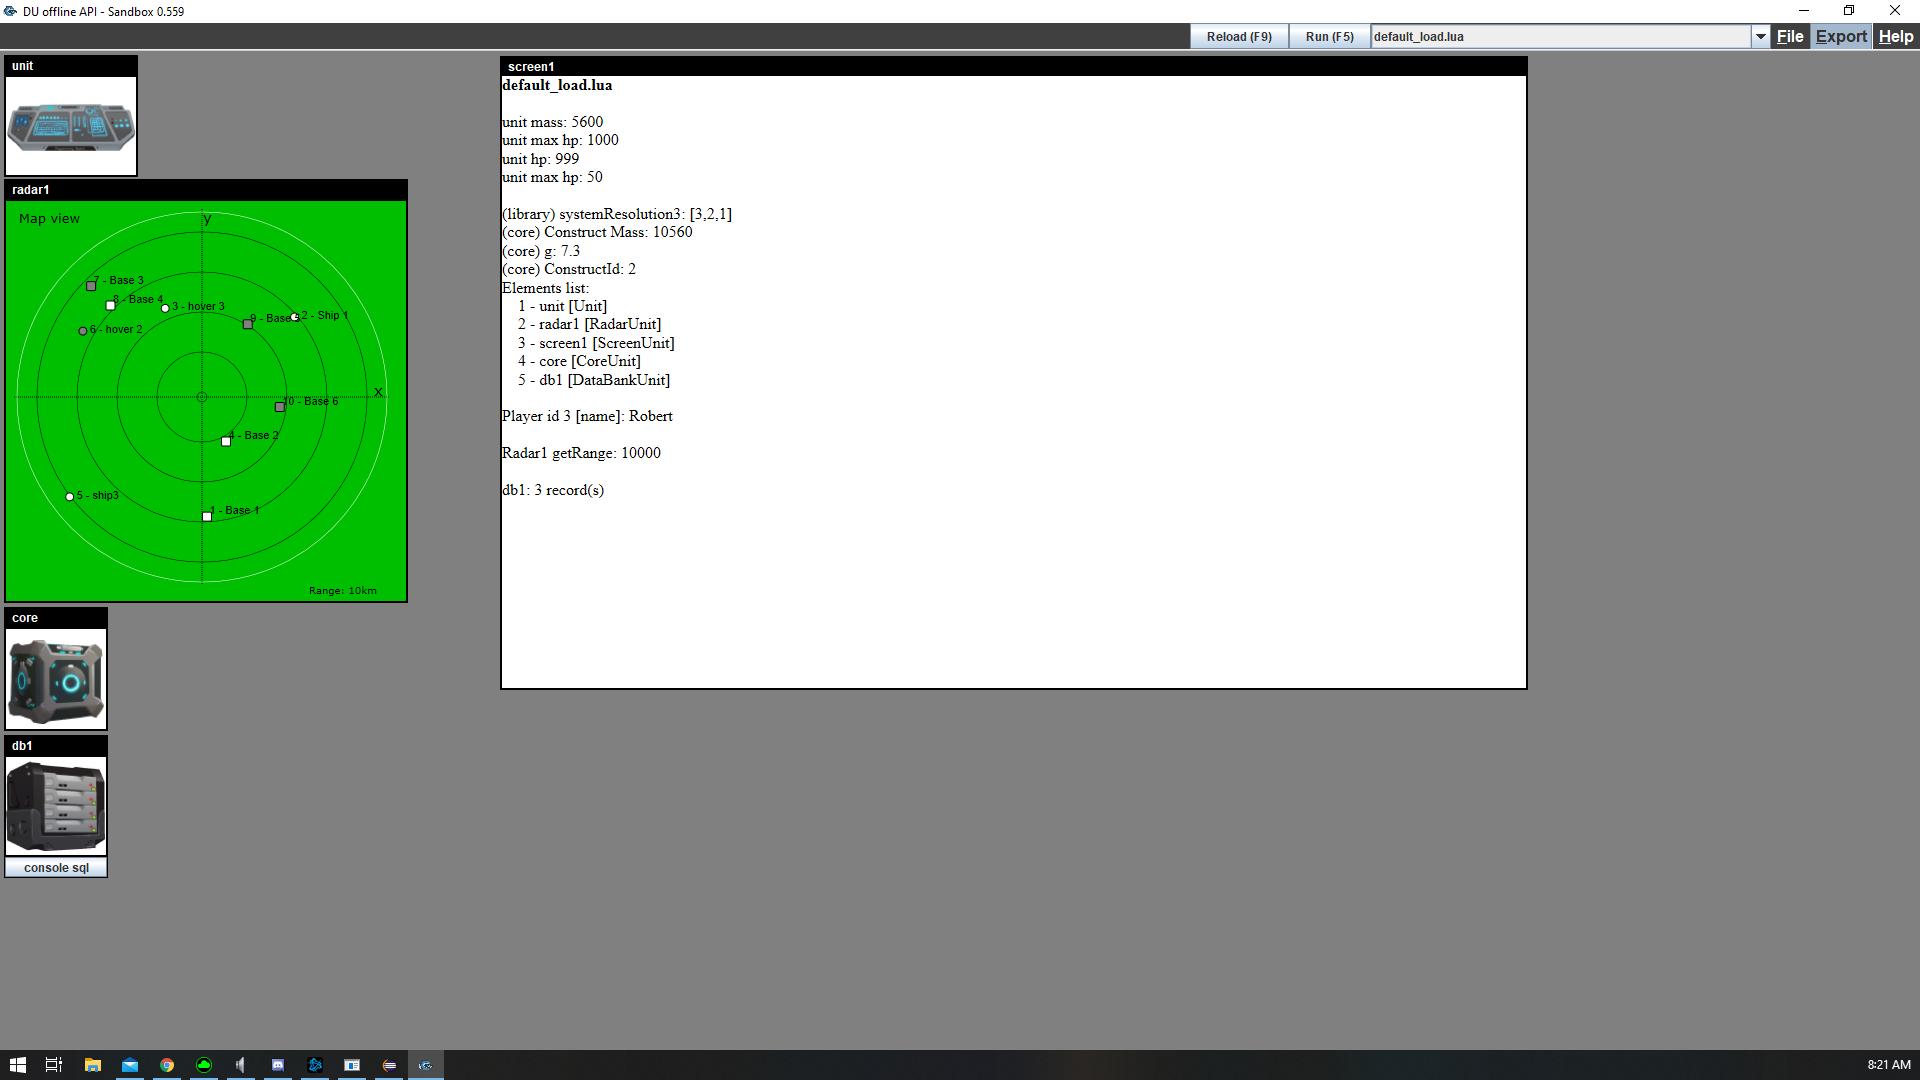 DU offline API - Sandbox 0.559
Reload (F9) Run (F5) default_load.lua File Export Help
unit
radar1
Map view
y
7 - Base 3
8 - Base 4
3 - hover 3
6 - hover 2
9 - Base 5
2 - Ship 1
x
10 - Base 6
4 - Base 2
5 - ship3
1 - Base 1
Range: 10km
core
db1
console sql
screen1
default_load.lua
unit mass: 5600
unit max hp: 1000
unit hp: 999
unit max hp: 50
(library) systemResolution3: [3,2,1]
(core) Construct Mass: 10560
(core) g: 7.3
(core) ConstructId: 2
Elements list:
1 - unit [Unit]
2 - radar1 [RadarUnit]
3 - screen1 [ScreenUnit]
4 - core [CoreUnit]
5 - db1 [DataBankUnit]
Player id 3 [name]: Robert
Radar1 getRange: 10000
db1: 3 record(s)
8:21 AM